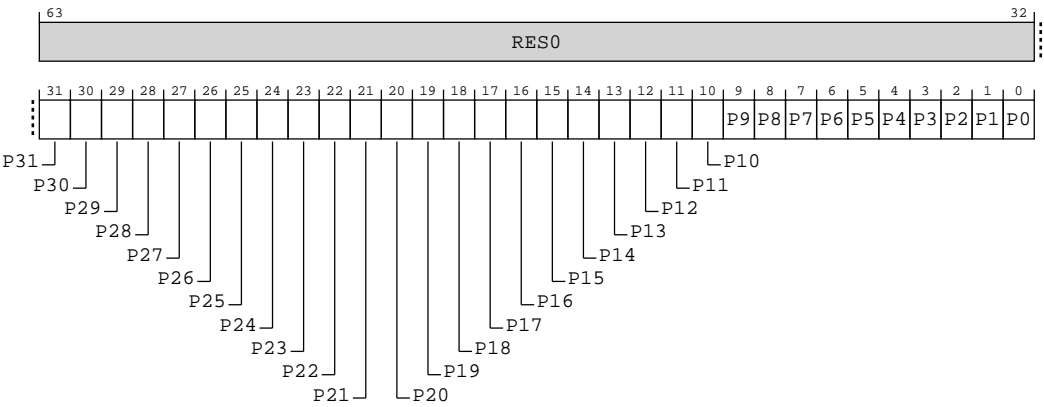 63 32
RES0
31 30 29 28 27 26 25 24 23 22 21 20 19 18 17 16 15 14 13 12 11 10 9 8 7 6 5 4 3 2 1 0
P9 P8 P7 P6 P5 P4 P3 P2 P1 P0
P31 P10
P30 P11
P29 P12
P28 P13
P27 P14
P26 P15
P25 P16
P24 P17
P23 P18
P22 P19
P21 P20